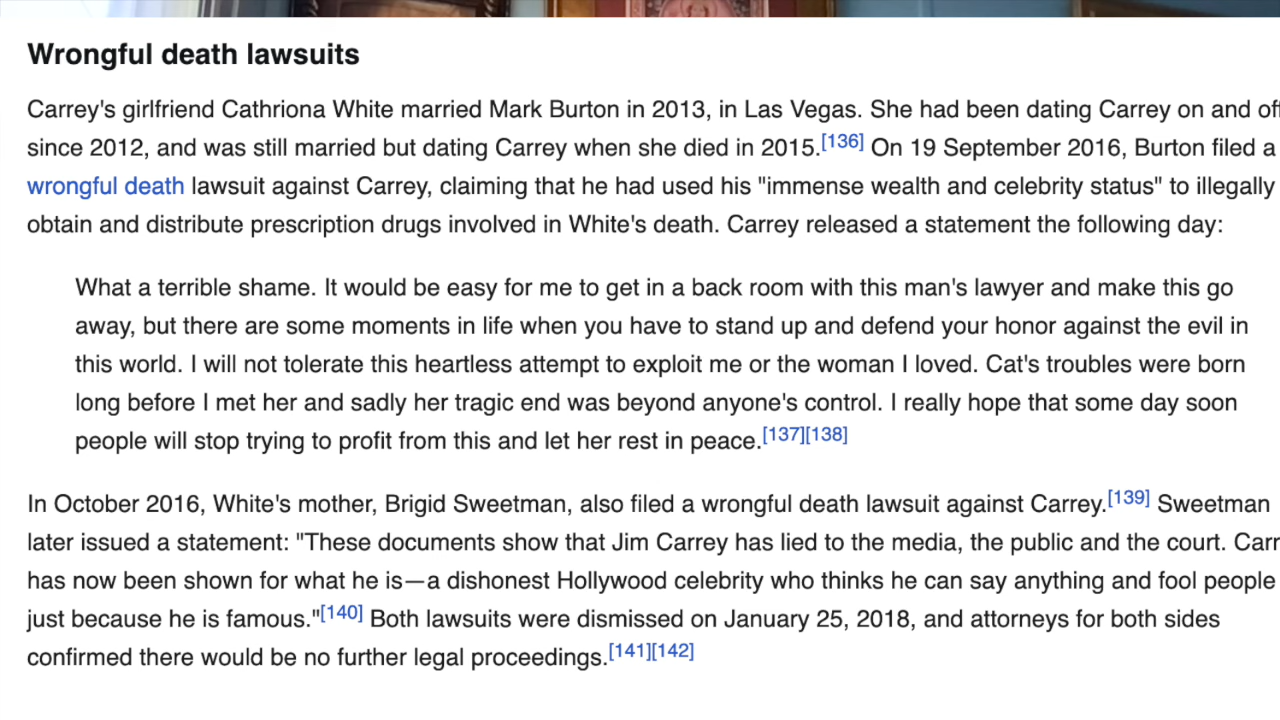 Wrongful death lawsuits
Carrey's girlfriend Cathriona White married Mark Burton in 2013, in Las Vegas. She had been dating Carrey on and off
since 2012, and was still married but dating Carrey when she died in 2015.[136] On 19 September 2016, Burton filed a
wrongful death lawsuit against Carrey, claiming that he had used his "immense wealth and celebrity status" to illegally
obtain and distribute prescription drugs involved in White's death. Carrey released a statement the following day:
What a terrible shame. It would be easy for me to get in a back room with this man's lawyer and make this go
away, but there are some moments in life when you have to stand up and defend your honor against the evil in
this world. I will not tolerate this heartless attempt to exploit me or the woman I loved. Cat's troubles were born
long before I met her and sadly her tragic end was beyond anyone's control. I really hope that some day soon
people will stop trying to profit from this and let her rest in peace.[137][138]
In October 2016, White's mother, Brigid Sweetman, also filed a wrongful death lawsuit against Carrey.[139] Sweetman
later issued a statement: "These documents show that Jim Carrey has lied to the media, the public and the court. Carr
has now been shown for what he is—a dishonest Hollywood celebrity who thinks he can say anything and fool people
just because he is famous."[140] Both lawsuits were dismissed on January 25, 2018, and attorneys for both sides
confirmed there would be no further legal proceedings.[141][142]